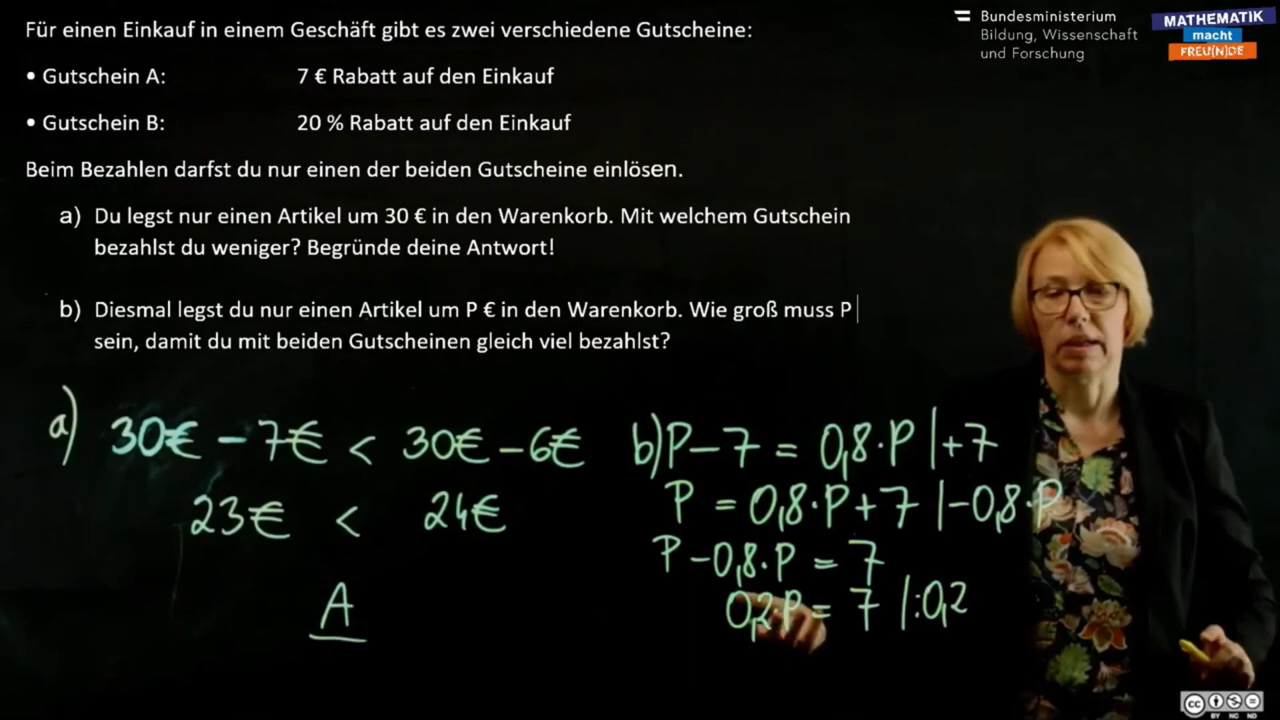 Für einen Einkauf in einem Geschäft gibt es zwei verschiedene Gutscheine:
• Gutschein A: 7 € Rabatt auf den Einkauf
• Gutschein B: 20 % Rabatt auf den Einkauf
Beim Bezahlen darfst du nur einen der beiden Gutscheine einlösen.
a) Du legst nur einen Artikel um 30 € in den Warenkorb. Mit welchem Gutschein
bezahlst du weniger? Begründe deine Antwort!
b) Diesmal legst du nur einen Artikel um P € in den Warenkorb. Wie groß muss P
sein, damit du mit beiden Gutscheinen gleich viel bezahlst?
a) 30€ – 7€ < 30€ – 6€
23€ < 24€
A
b) P – 7 = 0,8·P |+7
P = 0,8·P + 7 |–0,8·P
P – 0,8·P = 7
0,2·P = 7 |:0,2
Bundesministerium
Bildung, Wissenschaft
und Forschung
MATHEMATIK
macht
FREU(N)DE
cc
BY NC ND